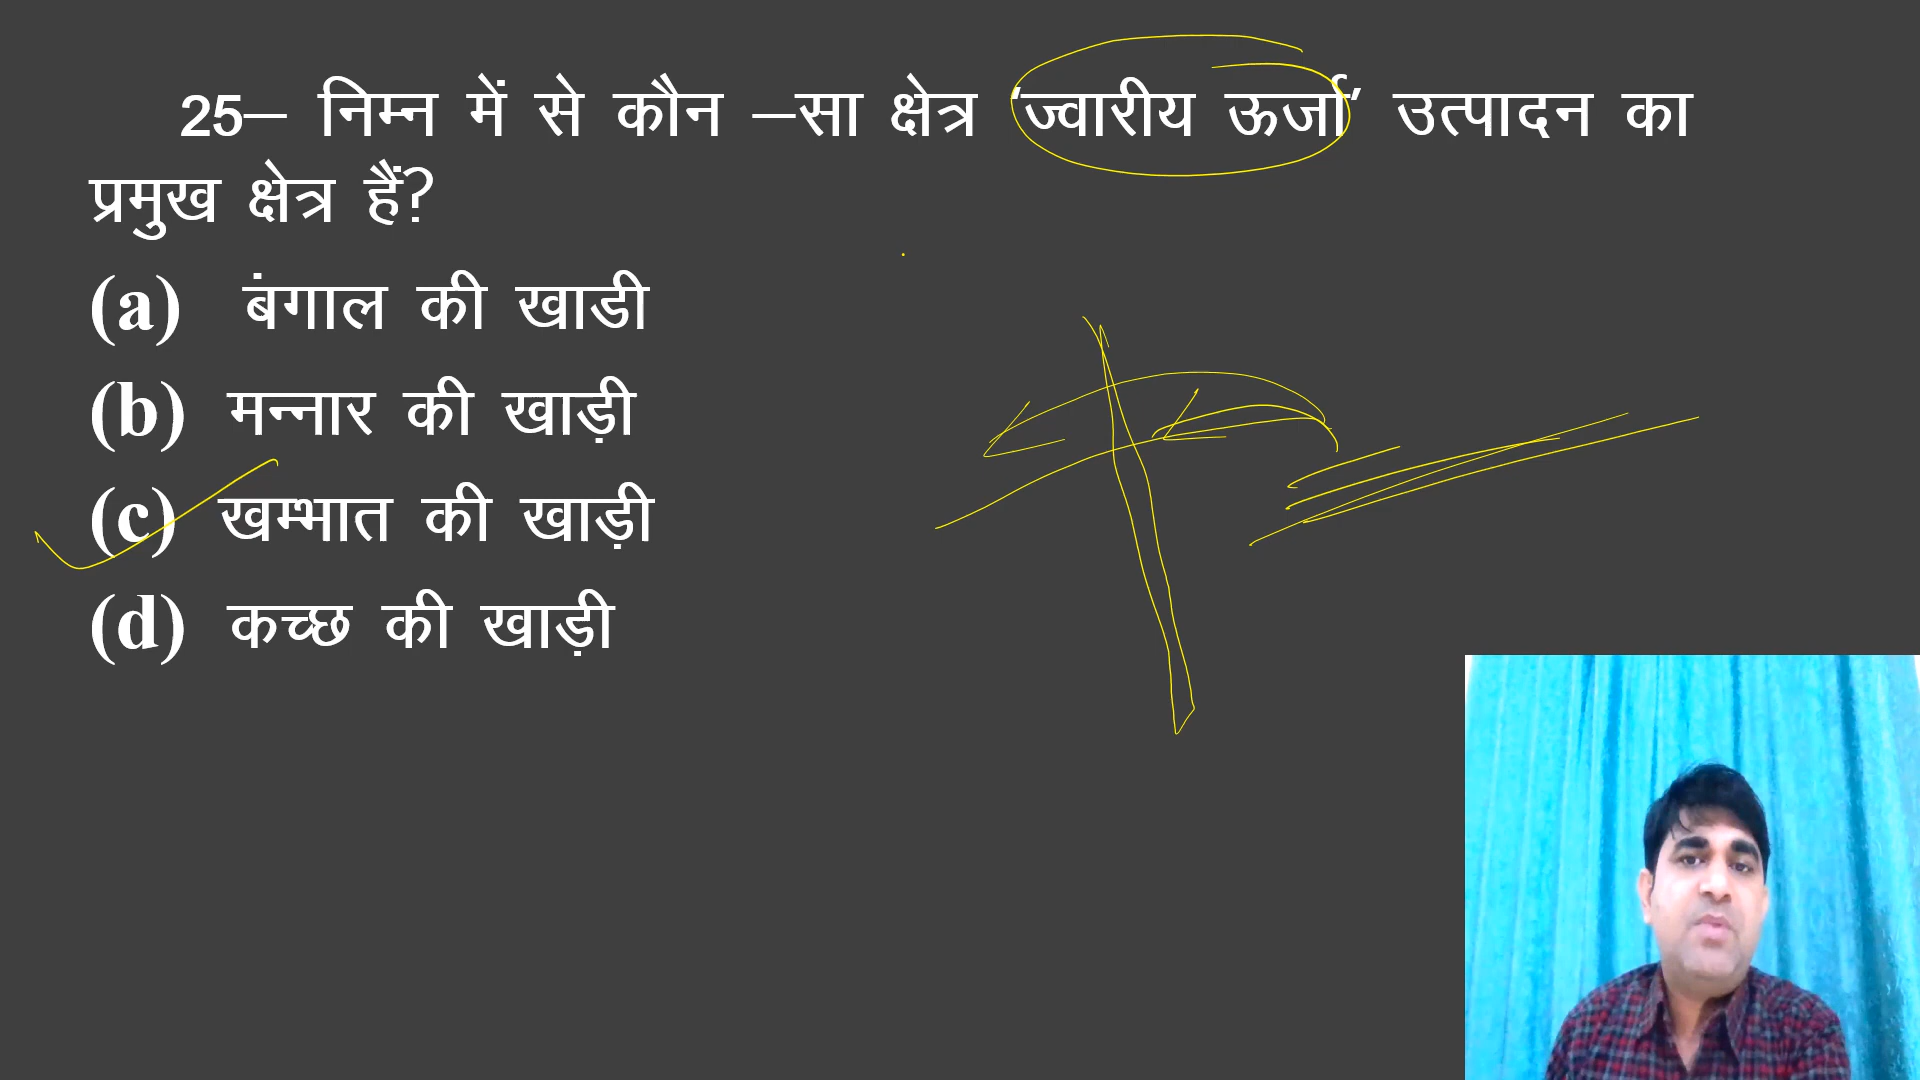 25– निम्न में से कौन –सा क्षेत्र 'ज्वारीय ऊर्जा' उत्पादन का
प्रमुख क्षेत्र हैं?
(a) बंगाल की खाडी
(b) मन्नार की खाड़ी
(c) खम्भात की खाड़ी
(d) कच्छ की खाड़ी